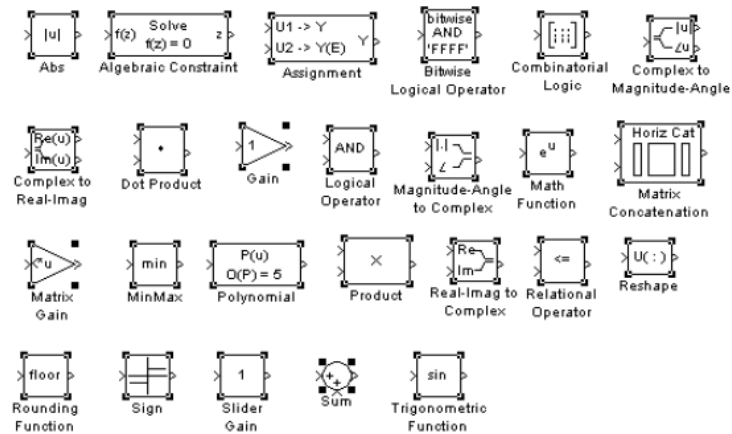 |u|
Abs
f(z) Solve f(z) = 0 z
Algebraic Constraint
U1 -> Y
U2 -> Y(E) Y
Assignment
bitwise
AND
'FFFF'
Bitwise
Logical Operator
[:::]
Combinatorial
Logic
|u|
∠u
Complex to
Magnitude-Angle
Re(u)
Im(u)
Complex to
Real-Imag
Dot Product
1
Gain
AND
Logical
Operator
|.|
∠
Magnitude-Angle
to Complex
e^u
Math
Function
Horiz Cat
Matrix
Concatenation
*u
Matrix
Gain
min
MinMax
P(u)
O(P) = 5
Polynomial
×
Product
Re
Im
Real-Imag to
Complex
<=
Relational
Operator
U( : )
Reshape
floor
Rounding
Function
Sign
1
Slider
Gain
+
+
Sum
sin
Trigonometric
Function